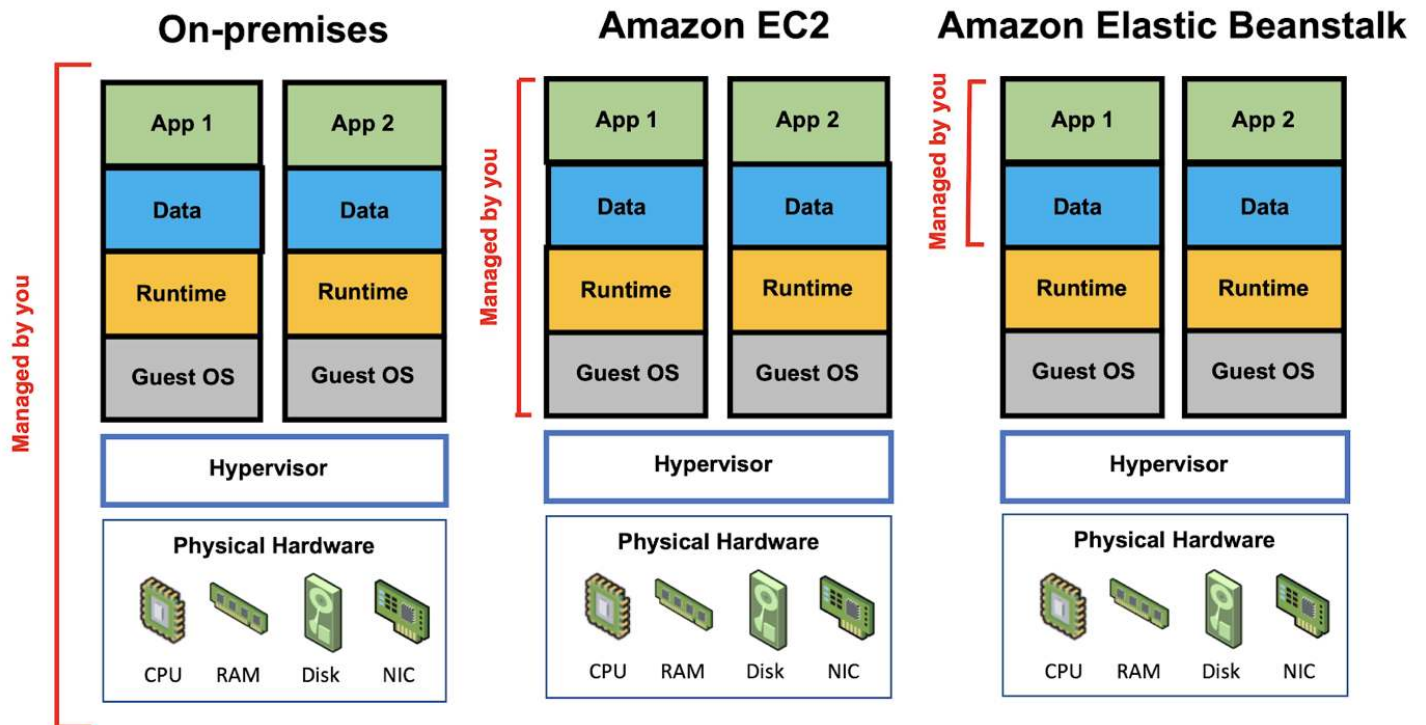 On-premises
Managed by you
App 1
App 2
Data
Data
Runtime
Runtime
Guest OS
Guest OS
Hypervisor
Physical Hardware
CPU
RAM
Disk
NIC
Amazon EC2
Managed by you
App 1
App 2
Data
Data
Runtime
Runtime
Guest OS
Guest OS
Hypervisor
Physical Hardware
CPU
RAM
Disk
NIC
Amazon Elastic Beanstalk
Managed by you
App 1
App 2
Data
Data
Runtime
Runtime
Guest OS
Guest OS
Hypervisor
Physical Hardware
CPU
RAM
Disk
NIC